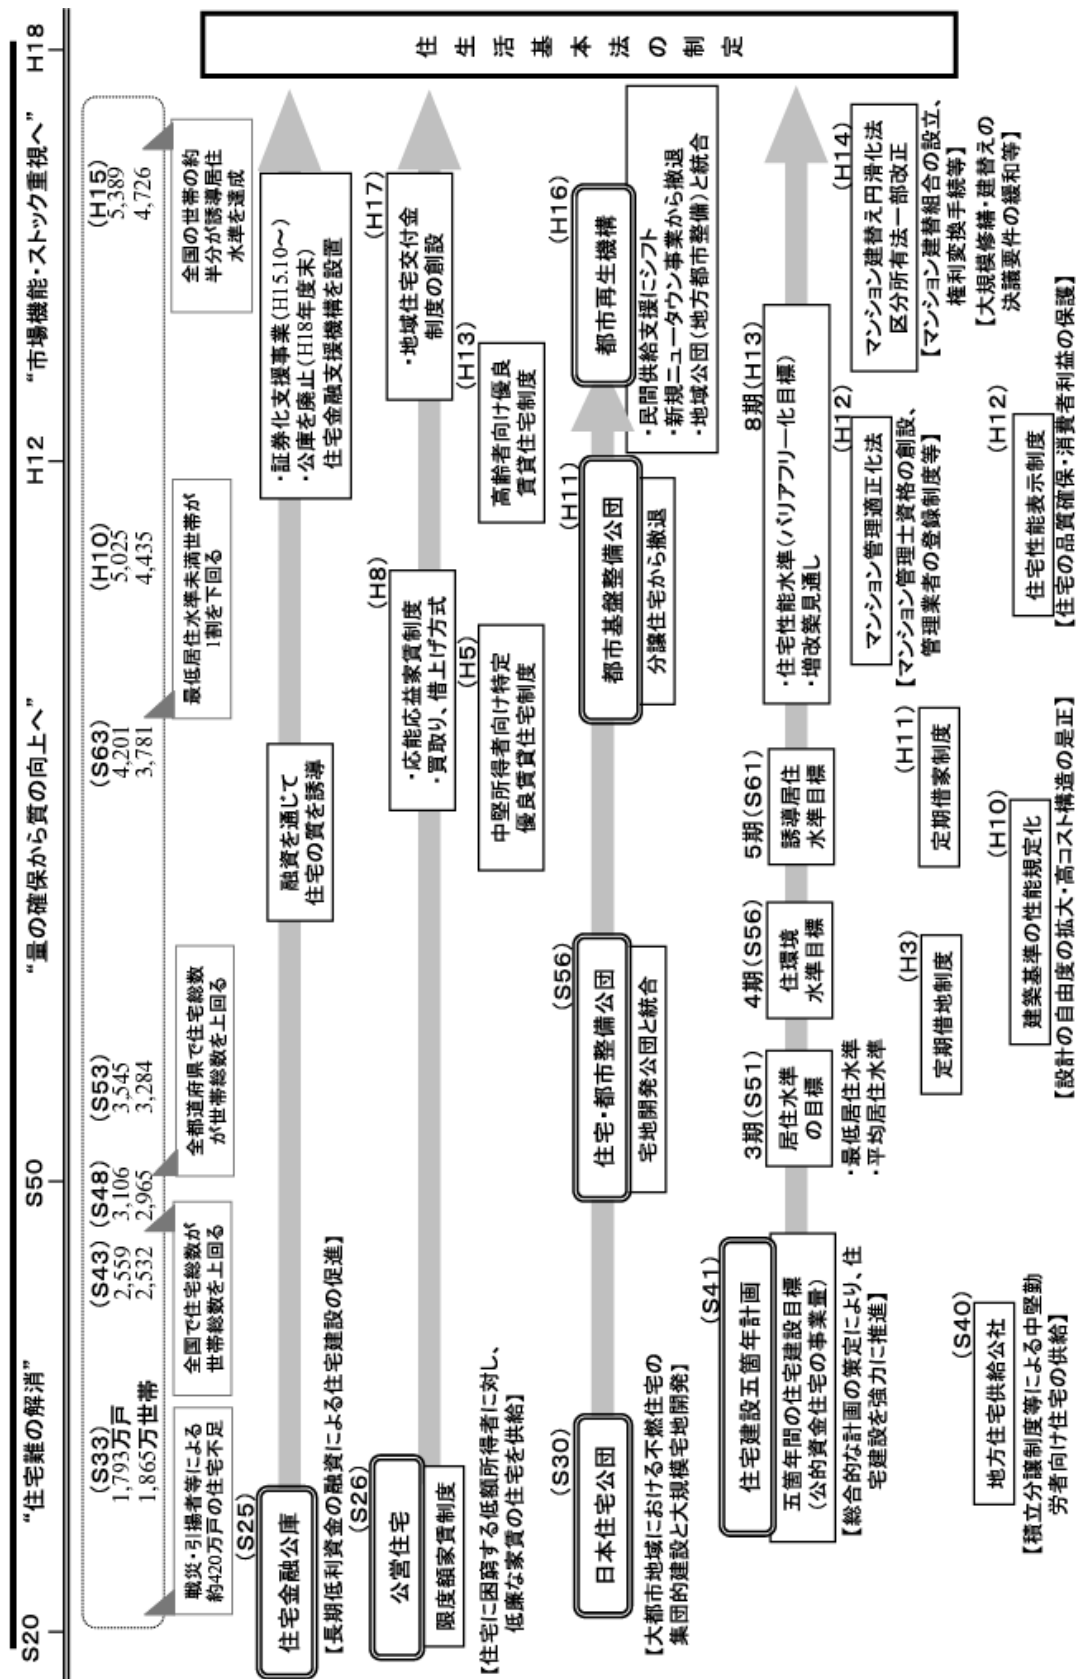 S20
S50
H12
H18
“住宅難の解消”
“量の確保から質の向上へ”
“市場機能・ストック重視へ”
(S33)
1,793万戸
1,865万世帯
(S43)
2,559
2,532
(S48)
3,106
2,965
(S53)
3,545
3,284
(S63)
4,201
3,781
(H10)
5,025
4,435
(H15)
5,389
4,726
戦災・引揚者等による
約420万戸の住宅不足
全国で住宅総数が
世帯総数を上回る
全都道府県で住宅総数
が世帯総数を上回る
最低居住水準未満世帯が
1割を下回る
全国の世帯の約
半分が誘導居住
水準を達成
(S25)
住宅金融公庫
【長期低利資金の融資による住宅建設の促進】
融資を通じて
住宅の質を誘導
・証券化支援事業(H15.10～)
・公庫を廃止(H18年度末)
住宅金融支援機構を設置
(S26)
公営住宅
限度額家賃制度
【住宅に困窮する低額所得者に対し、
低廉な家賃の住宅を供給】
(H8)
・応能応益家賃制度
・買取り、借上げ方式
(H17)
・地域住宅交付金
制度の創設
(H5)
中堅所得者向け特定
優良賃貸住宅制度
(H13)
高齢者向け優良
賃貸住宅制度
(S30)
日本住宅公団
【大都市地域における不燃住宅の
集団的建設と大規模宅地開発】
(S56)
住宅・都市整備公団
宅地開発公団と統合
(H11)
都市基盤整備公団
分譲住宅から撤退
(H16)
都市再生機構
・民間供給支援にシフト
・新規ニュータウン事業から撤退
・地域公団(地方都市整備)と統合
(S41)
住宅建設五箇年計画
五箇年間の住宅建設目標
(公的資金住宅の事業量)
【総合的な計画の策定により、住
宅建設を強力に推進】
3期(S51)
居住水準
の目標
・最低居住水準
・平均居住水準
4期(S56)
住環境
水準目標
5期(S61)
誘導居住
水準目標
8期(H13)
・住宅性能水準(バリアフリー化目標)
・増改築見通し
(H12)
マンション管理適正化法
【マンション管理士資格の創設、
管理業者の登録制度等】
(H14)
マンション建替え円滑化法
区分所有法一部改正
【マンション建替組合の設立、
権利変換手続等】
【大規模修繕・建替えの
決議要件の緩和等】
(S40)
地方住宅供給公社
【積立分譲制度等による中堅勤
労者向け住宅の供給】
(H3)
定期借地制度
(H11)
定期借家制度
(H10)
建築基準の性能規定化
【設計の自由度の拡大・高コスト構造の是正】
(H12)
住宅性能表示制度
【住宅の品質確保・消費者利益の保護】
住生活基本法の制定